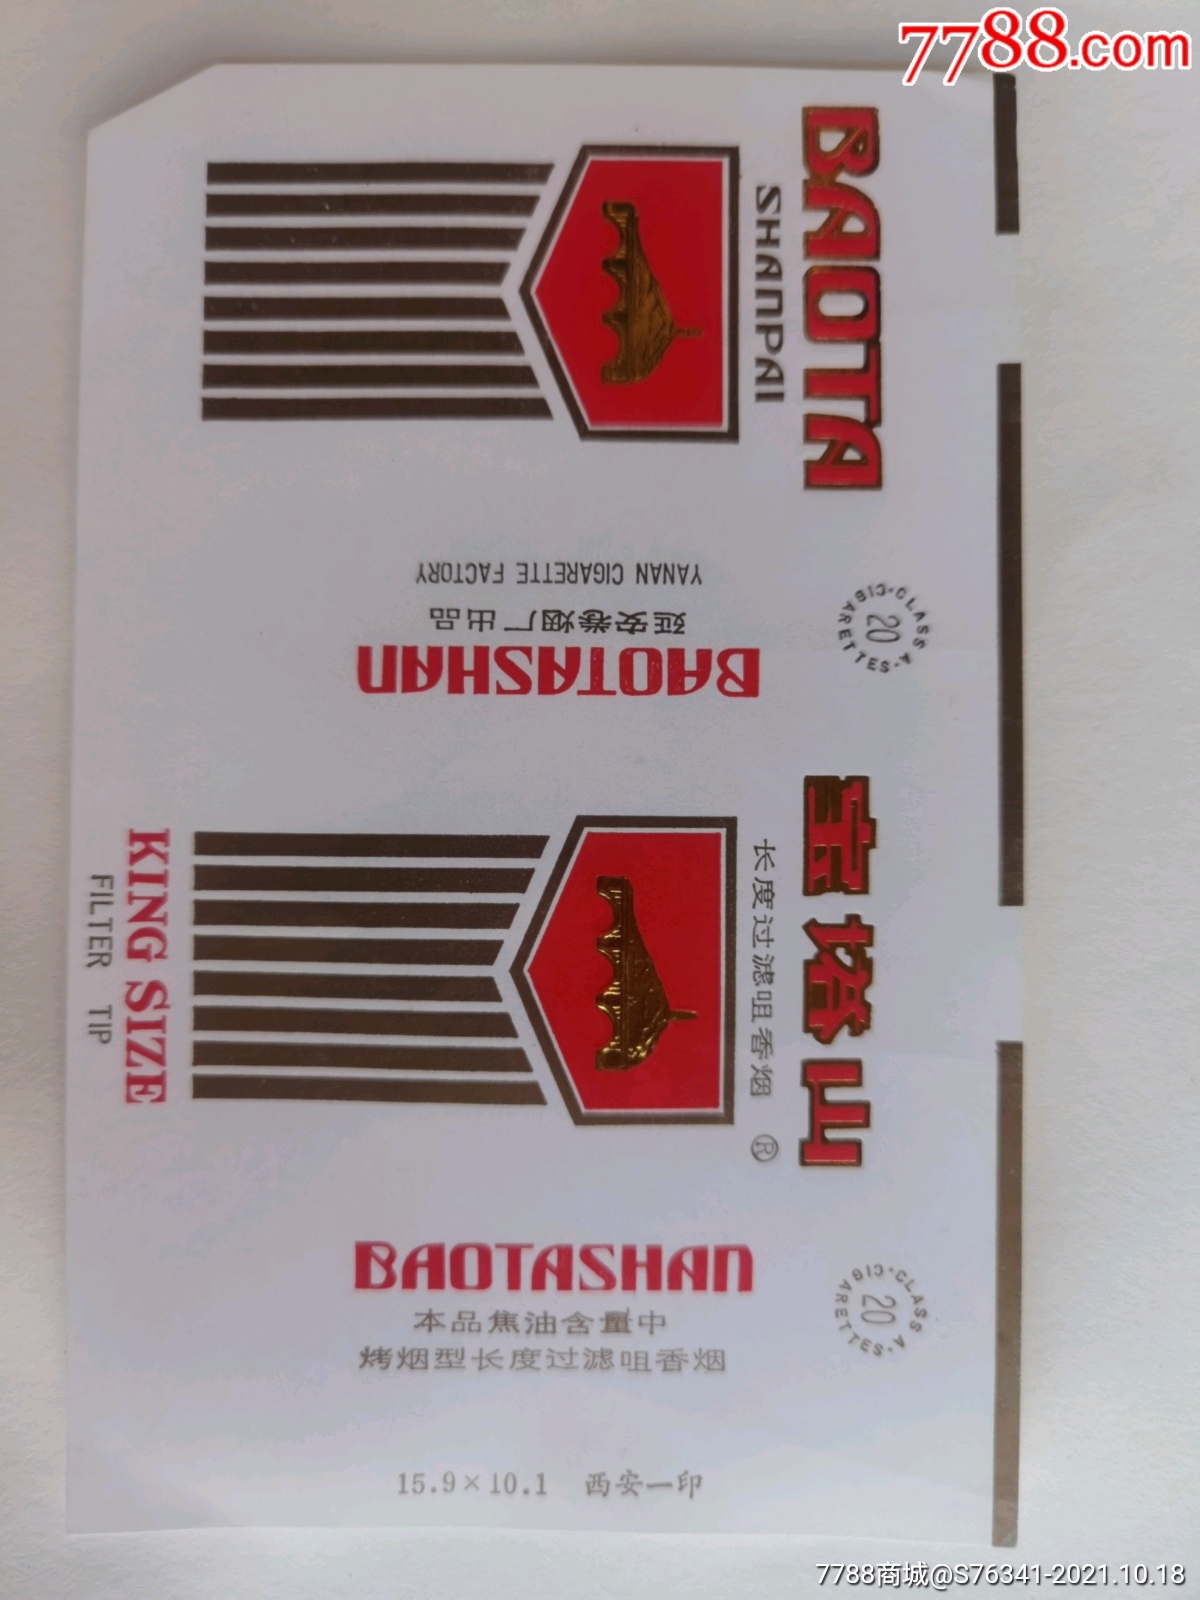 7788.com
BAOTA
SHANPAI
CIGARETTES·CLASS A
20
YANAN CIGARETTE FACTORY
延安卷烟厂出品
BAOTASHAN
宝塔山
长度过滤咀香烟
®
KING SIZE
FILTER TIP
CIGARETTES·CLASS A
20
BAOTASHAN
本品焦油含量中
烤烟型长度过滤咀香烟
15.9×10.1 西安一印
7788商城@S76341-2021.10.18